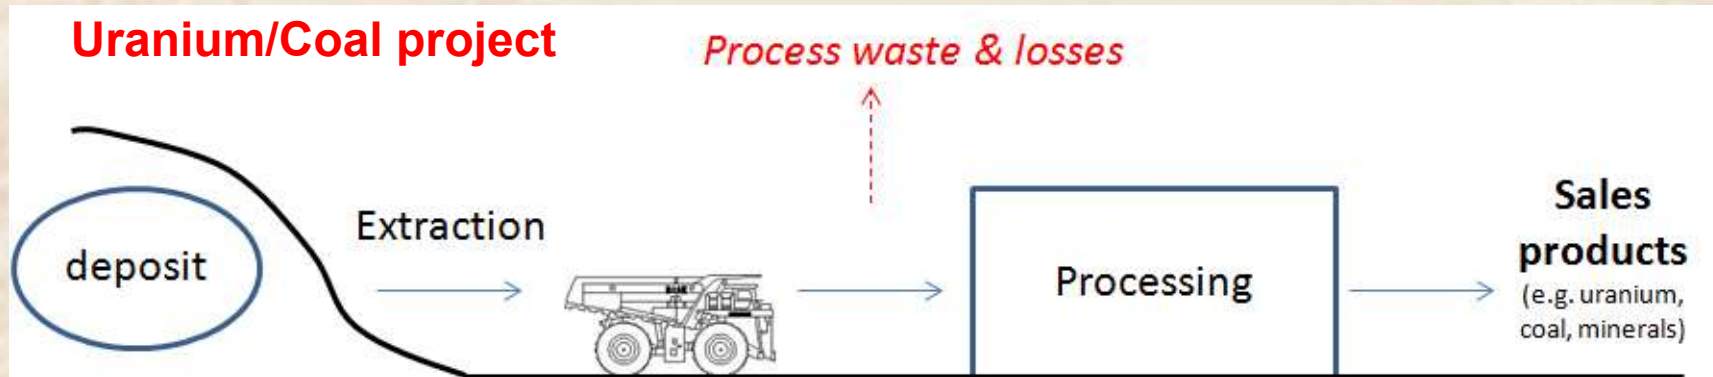 Uranium/Coal project
Process waste & losses
deposit
Extraction
Processing
Sales
products
(e.g. uranium,
coal, minerals)